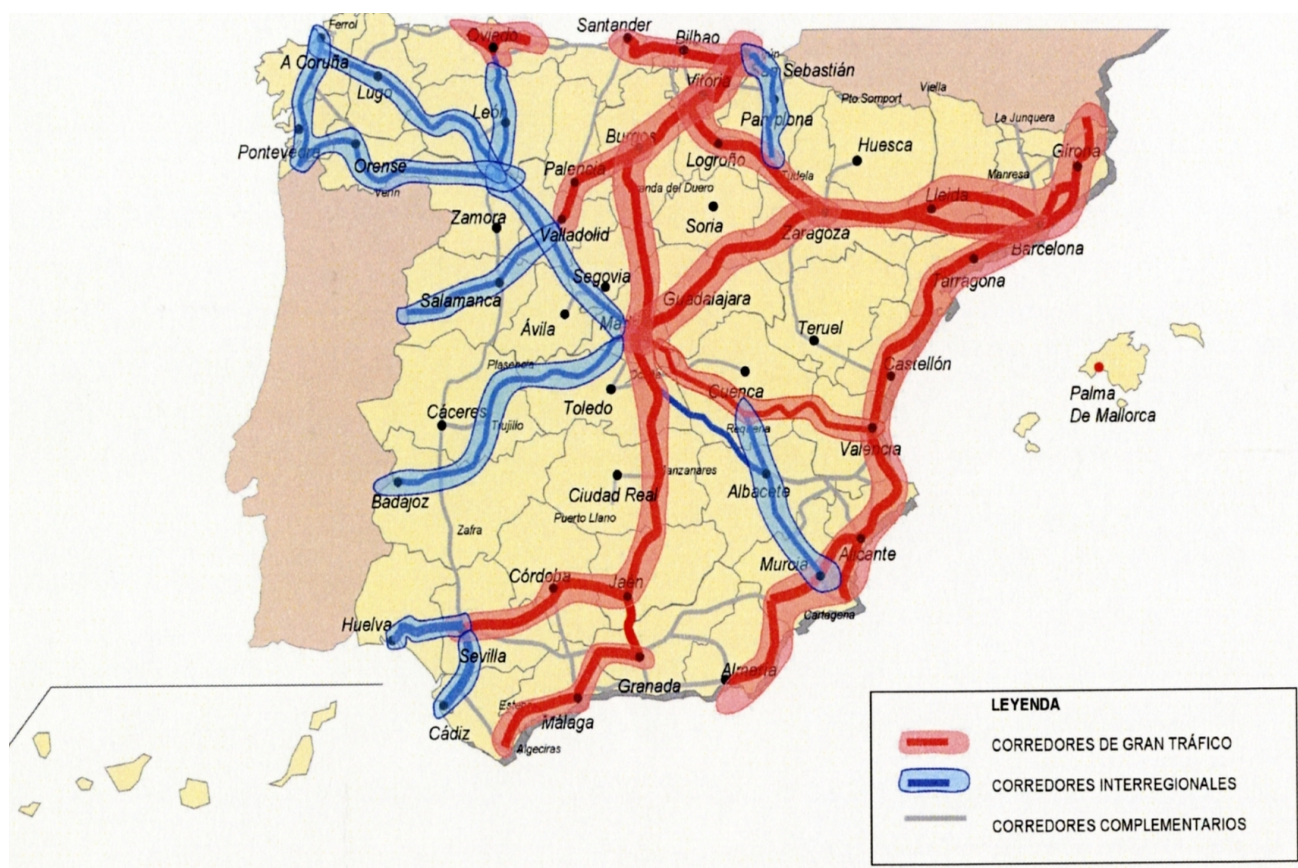 Ferrol
Santander
Oviedo
Bilbao
A Coruña
San Sebastián
Lugo
Vitoria
Pto Somport
Viella
León
Pamplona
La Junquera
Pontevedra
Orense
Burgos
Logroño
Huesca
Girona
Palencia
Tudela
Manresa
Verin
Lleida
Zamora
Valladolid
Soria
Zaragoza
Barcelona
Segovia
Tarragona
Salamanca
Guadalajara
Ávila
Teruel
Plasencia
Castellón
Toledo
Cuenca
Palma
De Mallorca
Cáceres
Trujillo
Requena
Valencia
Badajoz
Ciudad Real
Albacete
Puerto Llano
Zafra
Alicante
Murcia
Córdoba
Jaén
Cartagena
Huelva
Sevilla
Almería
Granada
Málaga
Cádiz
Algeciras
LEYENDA
CORREDORES DE GRAN TRÁFICO
CORREDORES INTERREGIONALES
CORREDORES COMPLEMENTARIOS